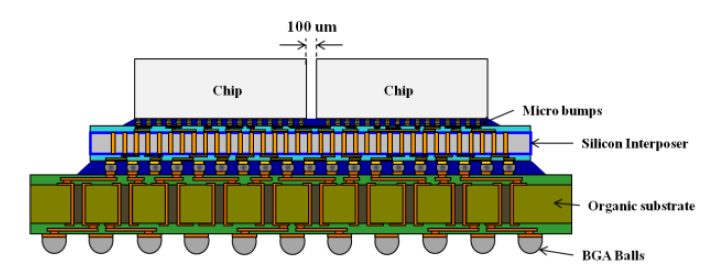 100 um
Chip
Chip
Micro bumps
Silicon Interposer
Organic substrate
BGA Balls